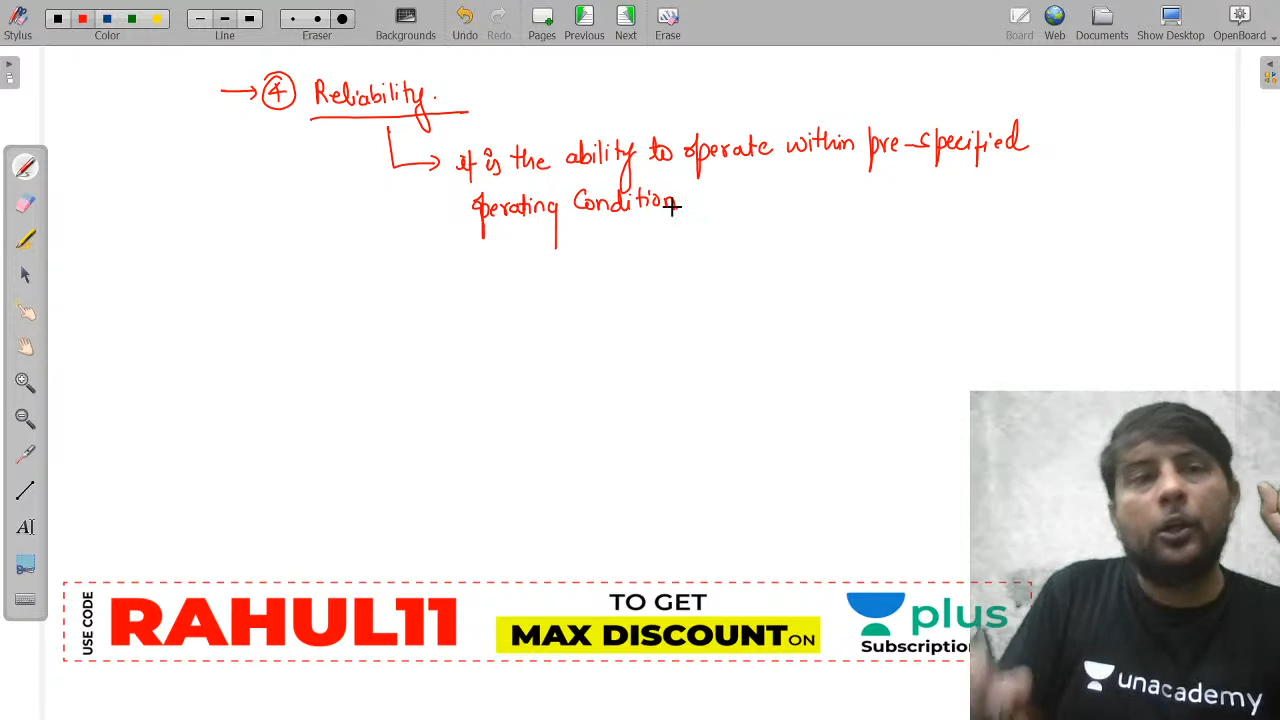 Stylus
Color
Line
Eraser
Backgrounds
Undo
Redo
Pages
Previous
Next
Erase
Board
Web
Documents
Show Desktop
OpenBoard
→ ④ Reliability.
it is the ability to operate within pre-specified
operating Condition
USE CODE
RAHUL11
TO GET
MAX DISCOUNT ON
plus
Subscription
unacademy